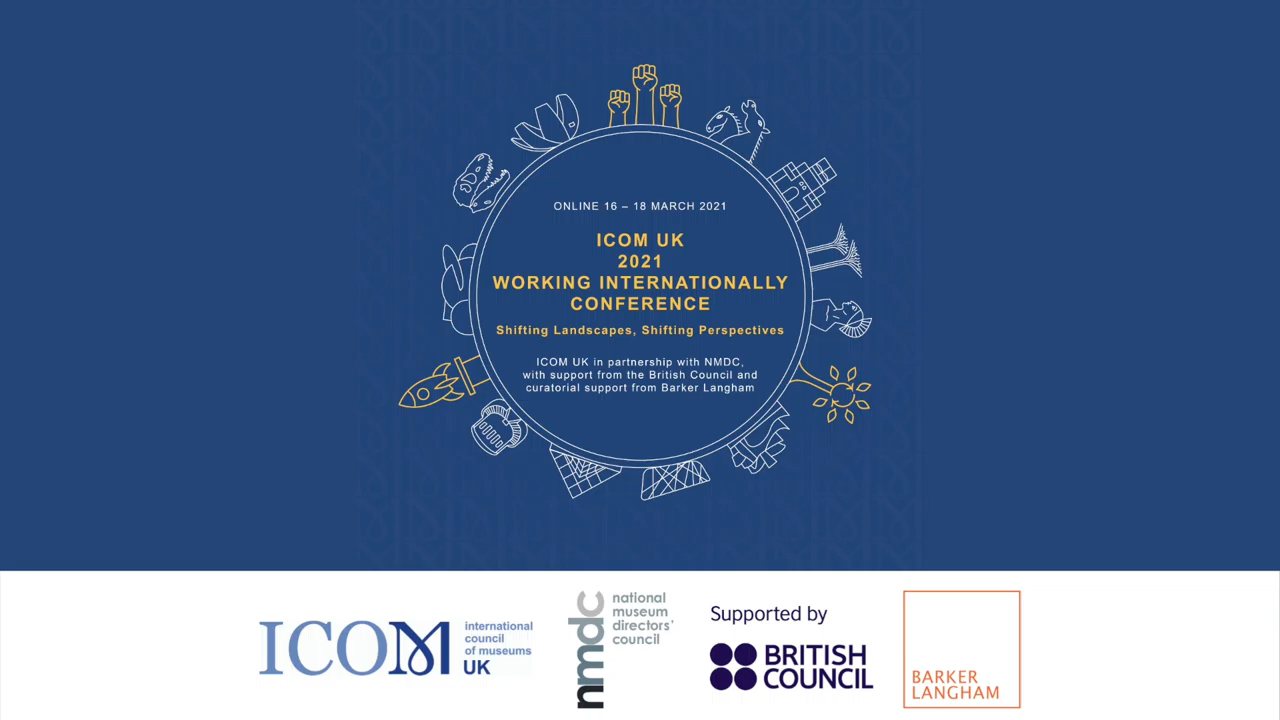 ONLINE 16 – 18 MARCH 2021
ICOM UK
2021
WORKING INTERNATIONALLY
CONFERENCE
Shifting Landscapes, Shifting Perspectives
ICOM UK in partnership with NMDC,
with support from the British Council and
curatorial support from Barker Langham
ICOM
international
council
of museums
UK
nmdc
national
museum
directors'
council
Supported by
BRITISH
COUNCIL
BARKER
LANGHAM